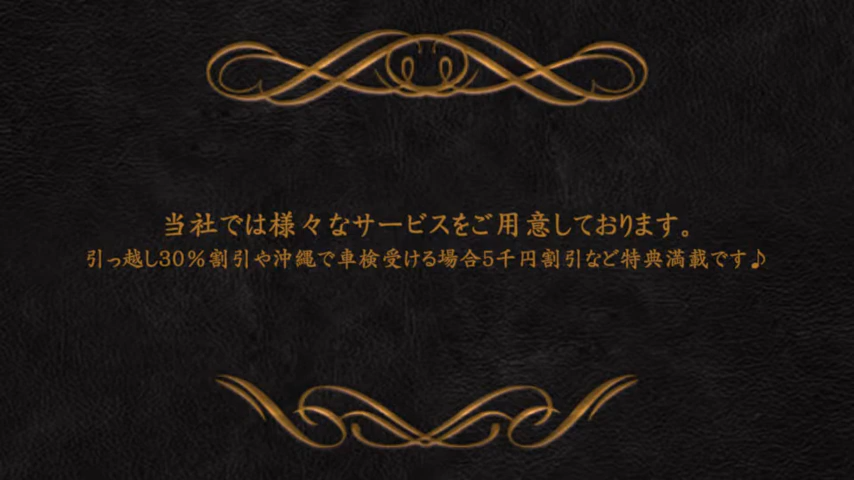 当社では様々なサービスをご用意しております。
引っ越し30％割引や沖縄で車検受ける場合5千円割引など特典満載です♪